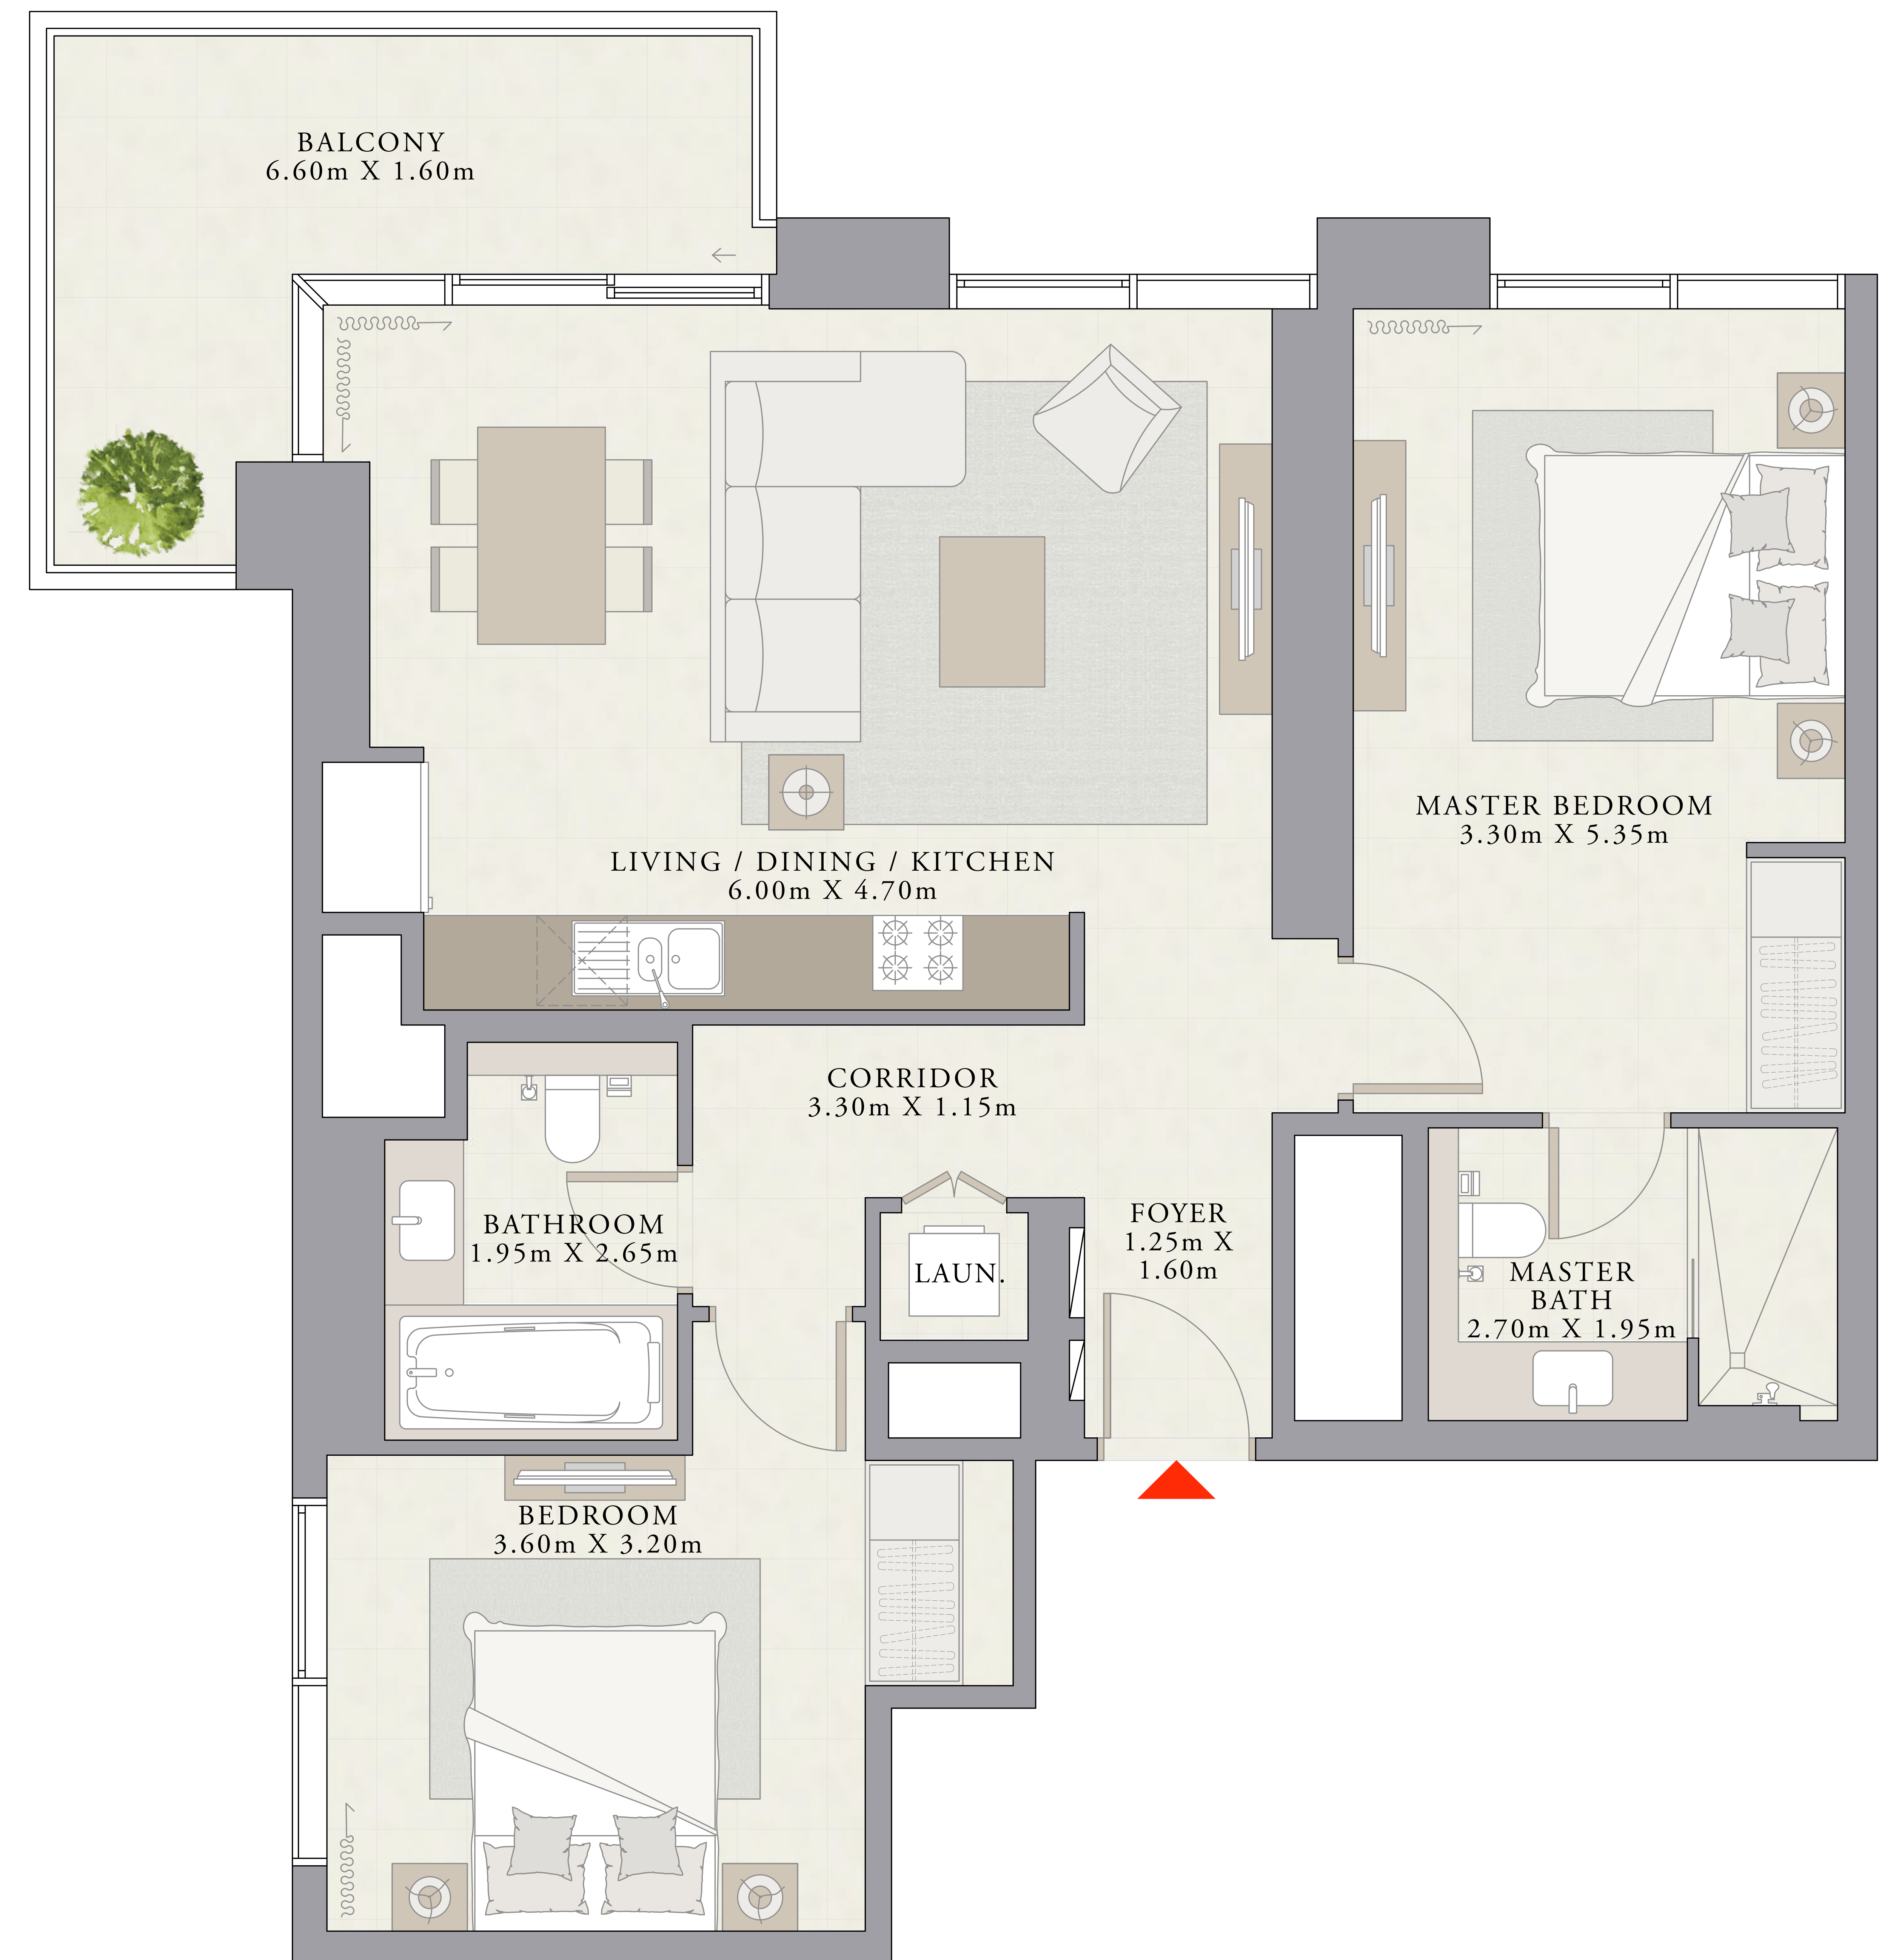 BALCONY
6.60m X 1.60m
MASTER BEDROOM
3.30m X 5.35m
LIVING / DINING / KITCHEN
6.00m X 4.70m
CORRIDOR
3.30m X 1.15m
BATHROOM
1.95m X 2.65m
LAUN.
FOYER
1.25m X
1.60m
MASTER
BATH
2.70m X 1.95m
BEDROOM
3.60m X 3.20m